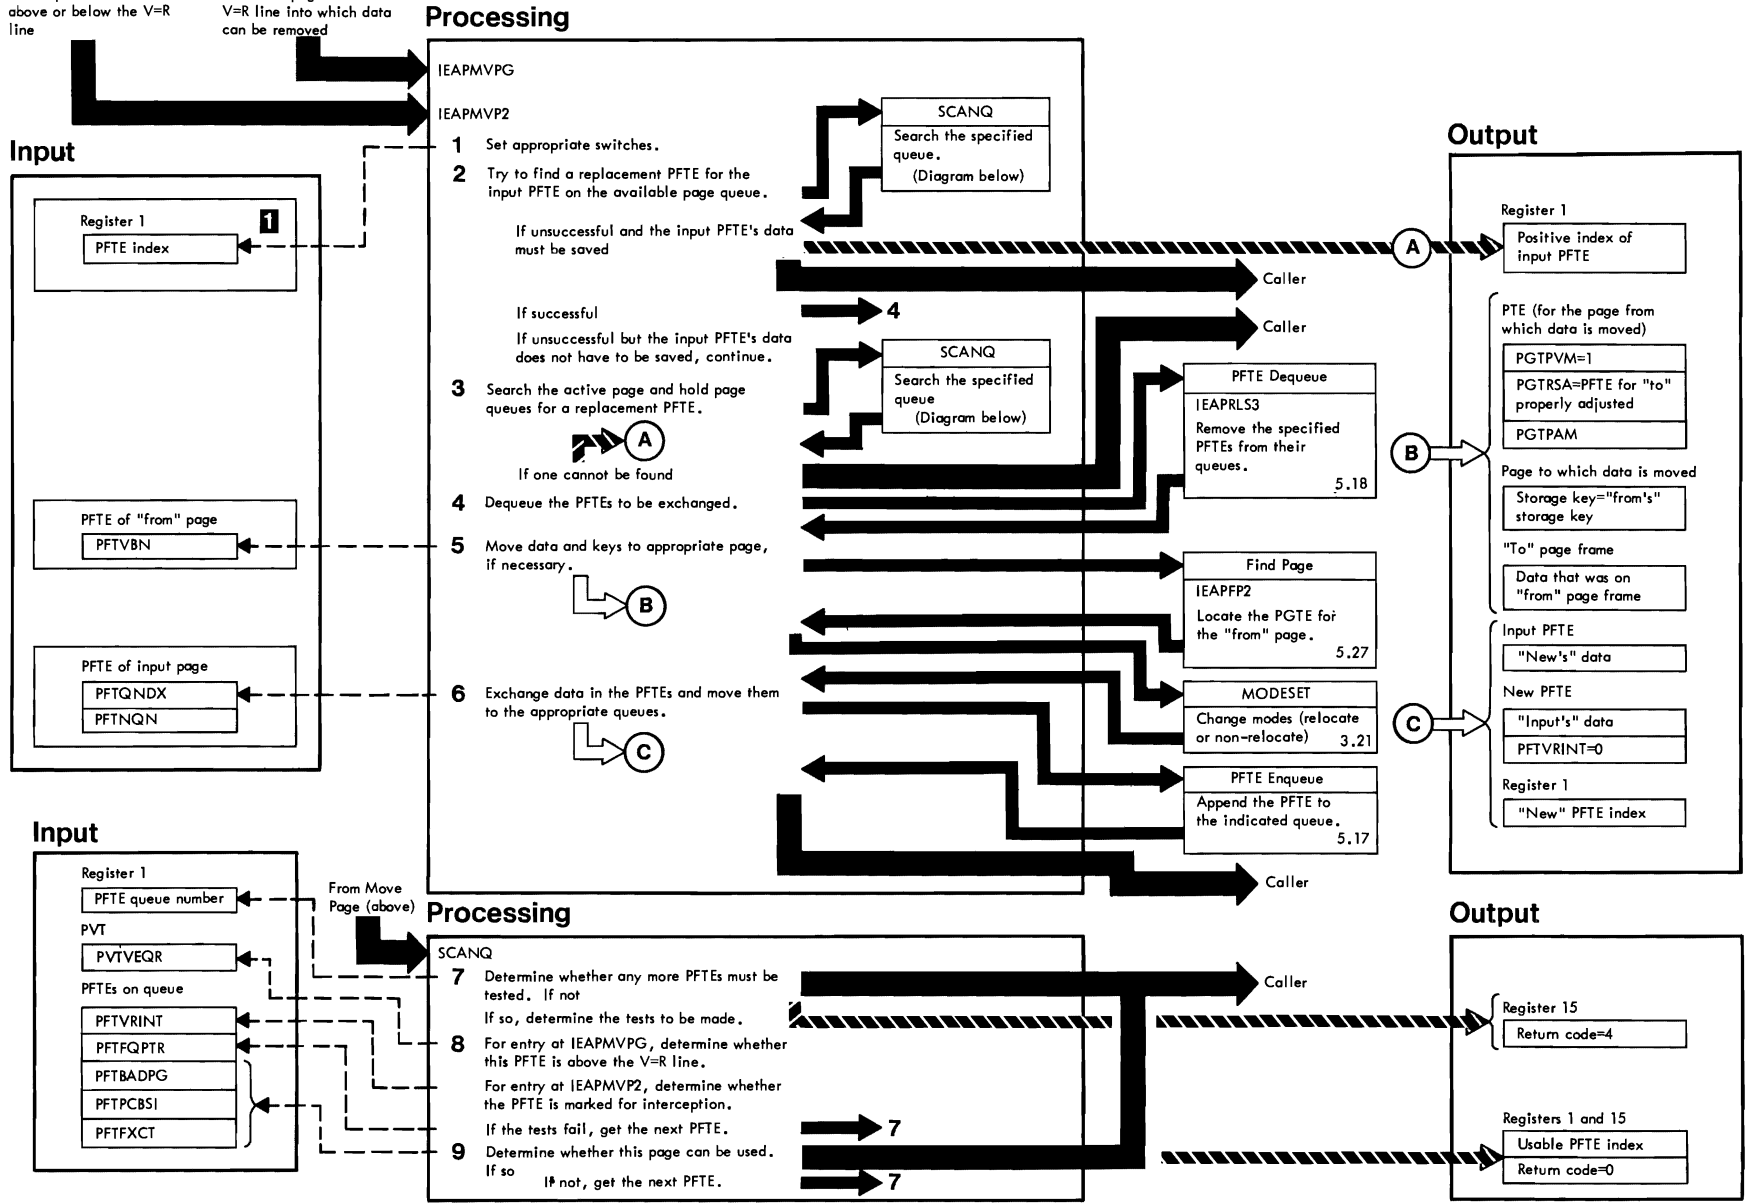 above or below the V=R
line
V=R line into which data
can be removed
Processing
IEAPMVPG
IEAPMVP2
1 Set appropriate switches.
2 Try to find a replacement PFTE for the
input PFTE on the available page queue.
If unsuccessful and the input PFTE's data
must be saved
Caller
If successful
4
If unsuccessful but the input PFTE's data
does not have to be saved, continue.
Caller
3 Search the active page and hold page
queues for a replacement PFTE.
A
If one cannot be found
4 Dequeue the PFTEs to be exchanged.
5 Move data and keys to appropriate page,
if necessary.
B
6 Exchange data in the PFTEs and move them
to the appropriate queues.
C
Caller
SCANQ
Search the specified
queue.
(Diagram below)
SCANQ
Search the specified
queue
(Diagram below)
PFTE Dequeue
IEAPRLS3
Remove the specified
PFTEs from their
queues.
5.18
Find Page
IEAPFP2
Locate the PGTE for
the "from" page.
5.27
MODESET
Change modes (relocate
or non-relocate)
3.21
PFTE Enqueue
Append the PFTE to
the indicated queue.
5.17
Input
Register 1
1
PFTE index
PFTE of "from" page
PFTVBN
PFTE of input page
PFTQNDX
PFTNQN
Output
A
Register 1
Positive index of
input PFTE
B
PTE (for the page from
which data is moved)
PGTPVM=1
PGTRSA=PFTE for "to"
properly adjusted
PGTPAM
Page to which data is moved
Storage key="from's"
storage key
"To" page frame
Data that was on
"from" page frame
C
Input PFTE
"New's" data
New PFTE
"Input's" data
PFTVRINT=0
Register 1
"New" PFTE index
Input
Register 1
PFTE queue number
PVT
PVTVEQR
PFTEs on queue
PFTVRINT
PFTFQPTR
PFTBADPG
PFTPCBSI
PFTFXCT
From Move
Page (above)
Processing
SCANQ
7 Determine whether any more PFTEs must be
tested. If not
Caller
If so, determine the tests to be made.
8 For entry at IEAPMVPG, determine whether
this PFTE is above the V=R line.
For entry at IEAPMVP2, determine whether
the PFTE is marked for interception.
If the tests fail, get the next PFTE.
7
9 Determine whether this page can be used.
If so
If not, get the next PFTE.
7
Output
Register 15
Return code=4
Registers 1 and 15
Usable PFTE index
Return code=0